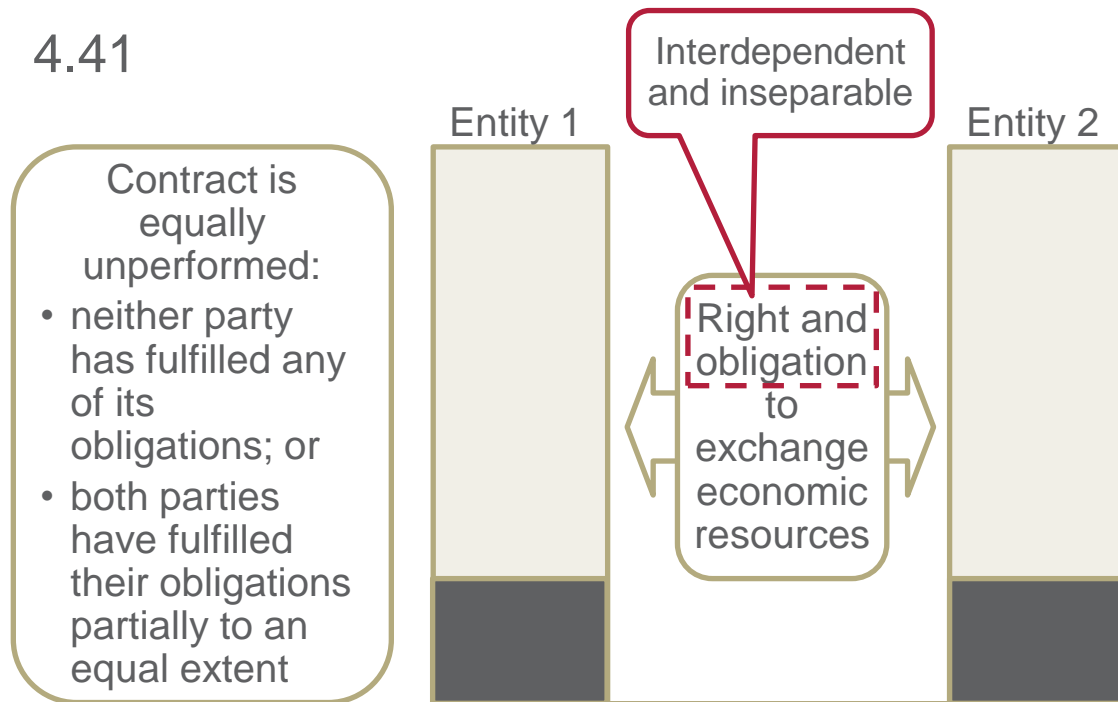 4.41
Contract is
equally
unperformed:
• neither party
has fulfilled any
of its
obligations; or
• both parties
have fulfilled
their obligations
partially to an
equal extent
Entity 1
Interdependent
and inseparable
Right and
obligation
to
exchange
economic
resources
Entity 2